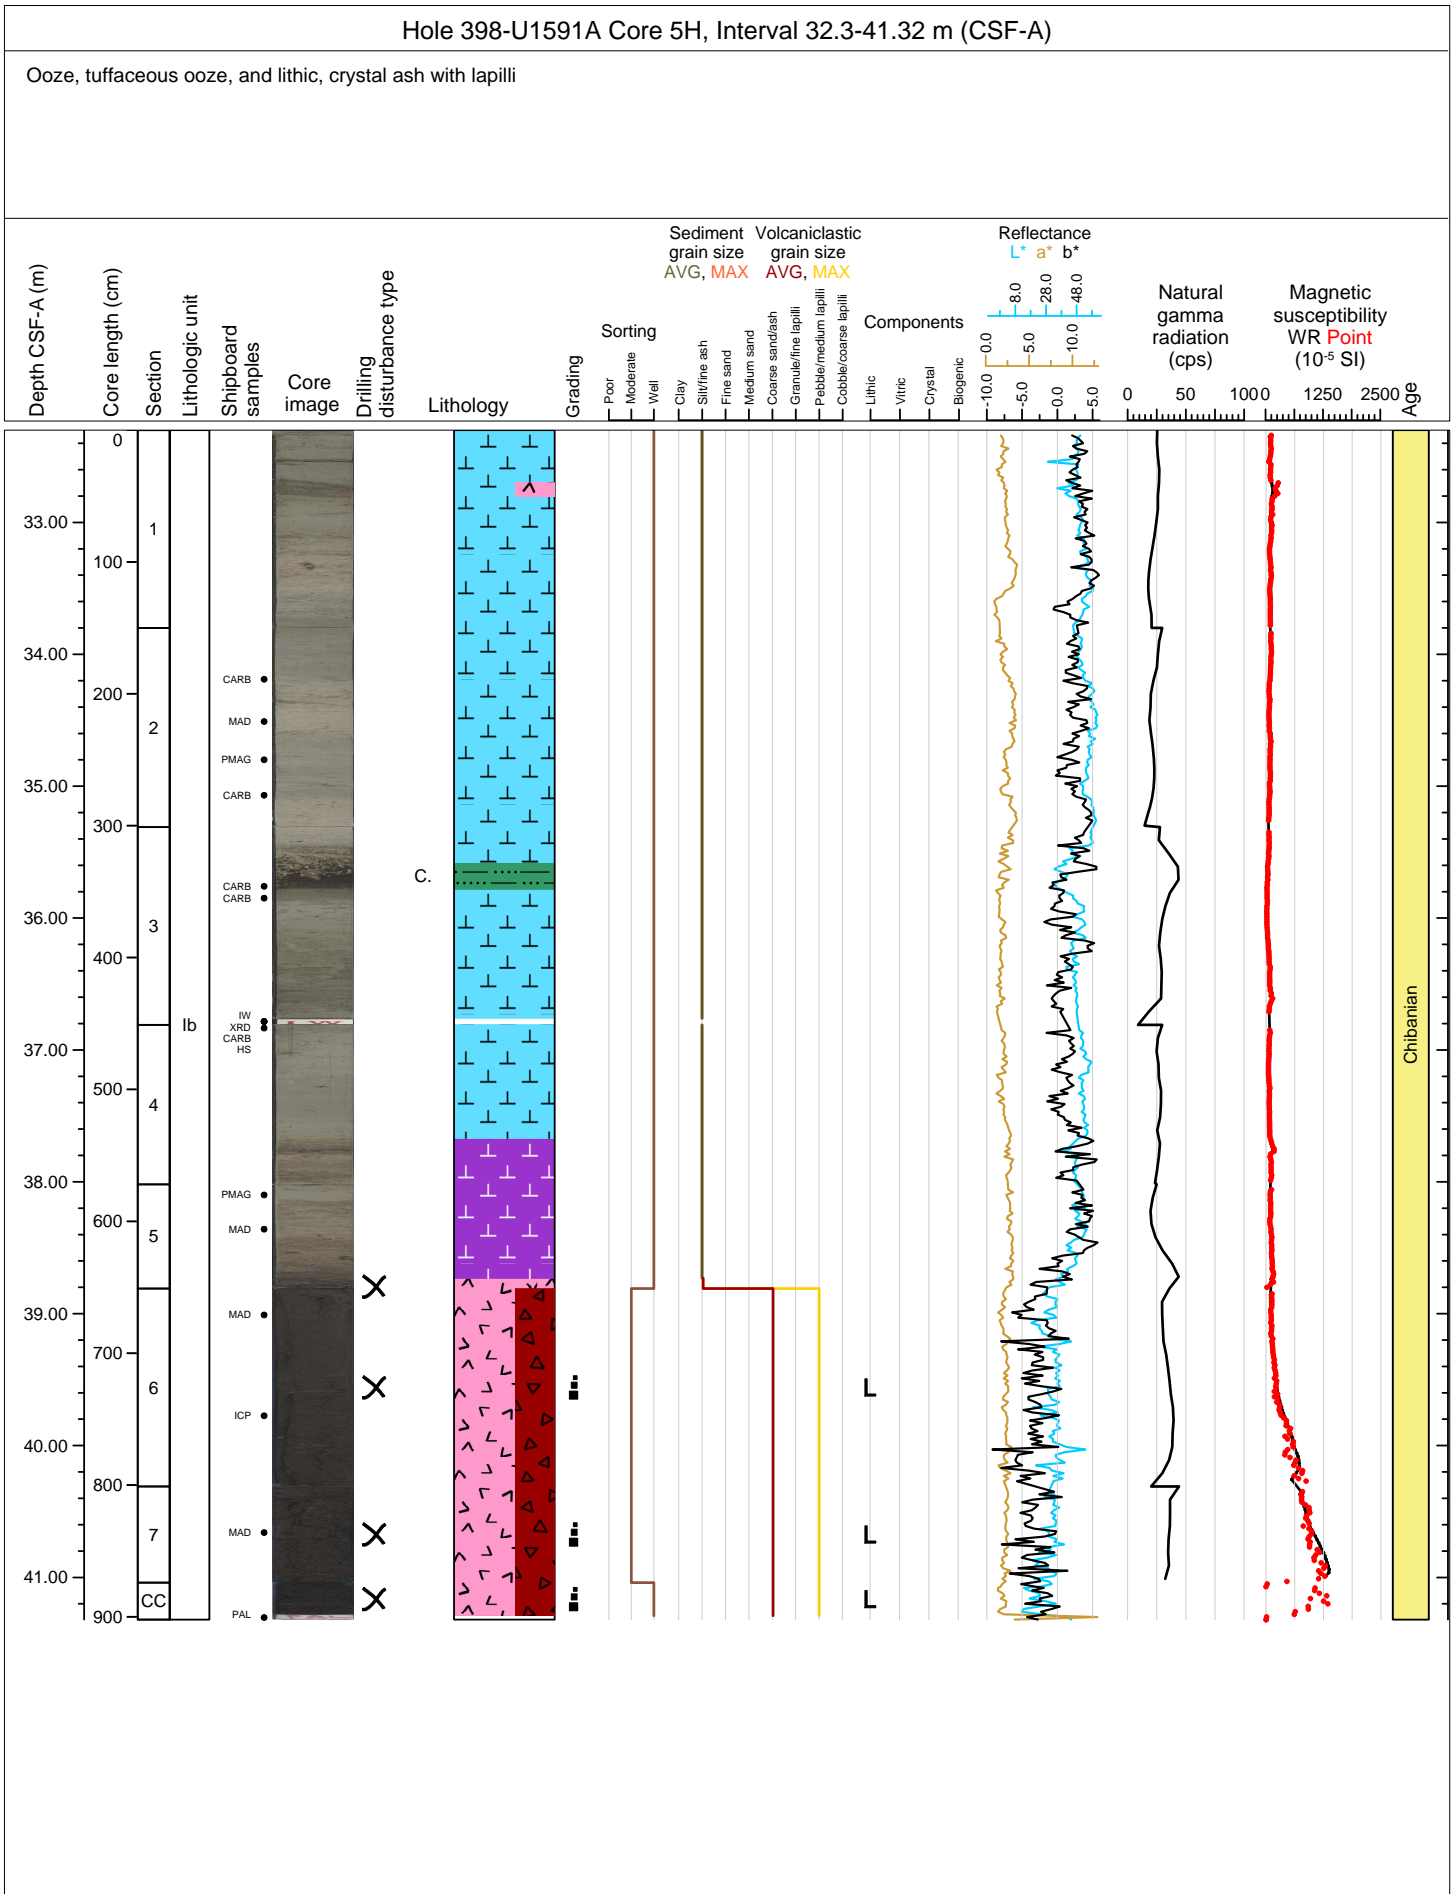 Hole 398-U1591A Core 5H, Interval 32.3-41.32 m (CSF-A)
Ooze, tuffaceous ooze, and lithic, crystal ash with lapilli
Depth CSF-A (m)
Core length (cm)
Section
Lithologic unit
Shipboard
samples
Core
image
Drilling
disturbance type
Lithology
Grading
Sorting
Poor
Moderate
Well
Sediment
grain size
AVG, MAX
Volcaniclastic
grain size
AVG, MAX
Clay
Silt/fine ash
Fine sand
Medium sand
Coarse sand/ash
Granule/fine lapilli
Pebble/medium lapilli
Cobble/coarse lapilli
Components
Lithic
Vitric
Crystal
Biogenic
Reflectance
L* a* b*
8.0 28.0 48.0
0.0 5.0 10.0
-10.0 -5.0 0.0 5.0
Natural
gamma
radiation
(cps)
0 50 100
Magnetic
susceptibility
WR Point
(10-5 SI)
0 1250 2500
Age
33.00
34.00
35.00
36.00
37.00
38.00
39.00
40.00
41.00
0
100
200
300
400
500
600
700
800
900
1
2
3
4
5
6
7
CC
Ib
CARB
MAD
PMAG
CARB
CARB
CARB
IW
XRD
CARB
HS
PMAG
MAD
MAD
ICP
MAD
PAL
C.
L
L
L
Chibanian